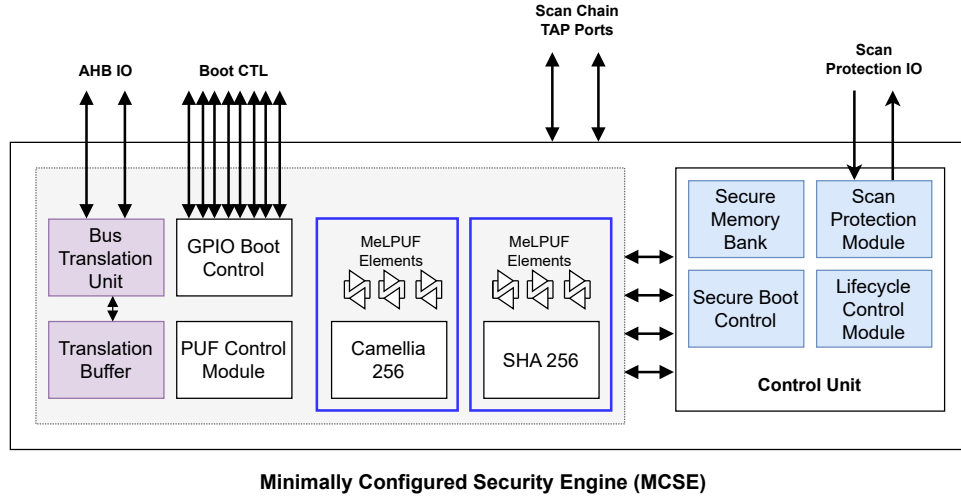 Scan Chain
TAP Ports
AHB IO
Boot CTL
Scan
Protection IO
Bus
Translation
Unit
GPIO Boot
Control
MeLPUF
Elements
MeLPUF
Elements
Secure
Memory
Bank
Scan
Protection
Module
Translation
Buffer
PUF Control
Module
Camellia
256
SHA 256
Secure Boot
Control
Lifecycle
Control
Module
Control Unit
Minimally Configured Security Engine (MCSE)